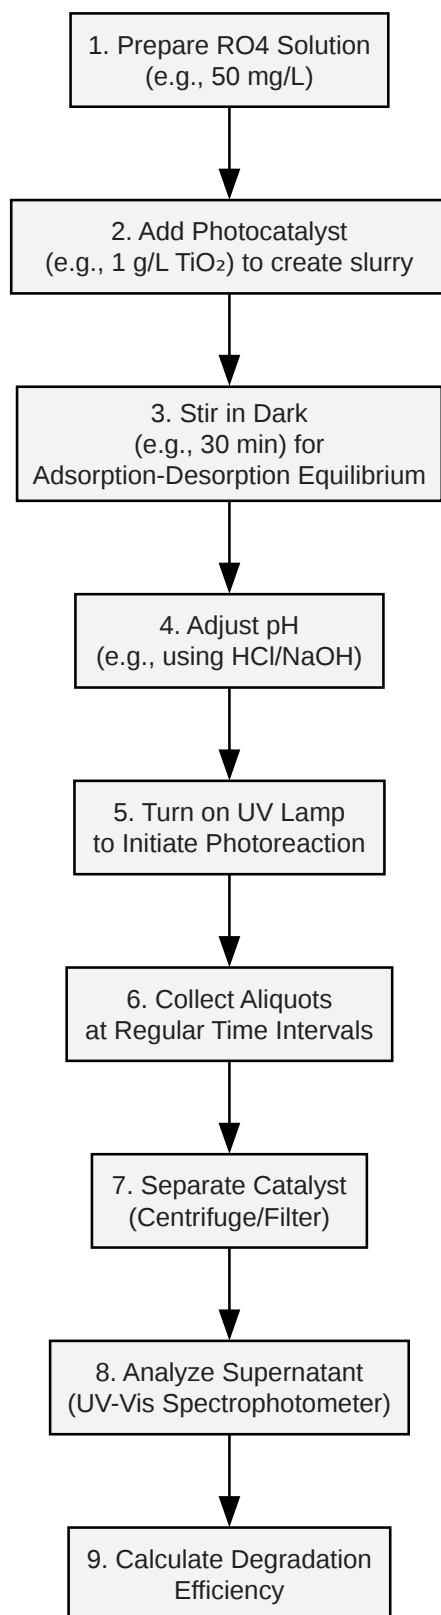 1. Prepare RO4 Solution
(e.g., 50 mg/L)
2. Add Photocatalyst
(e.g., 1 g/L TiO₂) to create slurry
3. Stir in Dark
(e.g., 30 min) for
Adsorption-Desorption Equilibrium
4. Adjust pH
(e.g., using HCl/NaOH)
5. Turn on UV Lamp
to Initiate Photoreaction
6. Collect Aliquots
at Regular Time Intervals
7. Separate Catalyst
(Centrifuge/Filter)
8. Analyze Supernatant
(UV-Vis Spectrophotometer)
9. Calculate Degradation
Efficiency